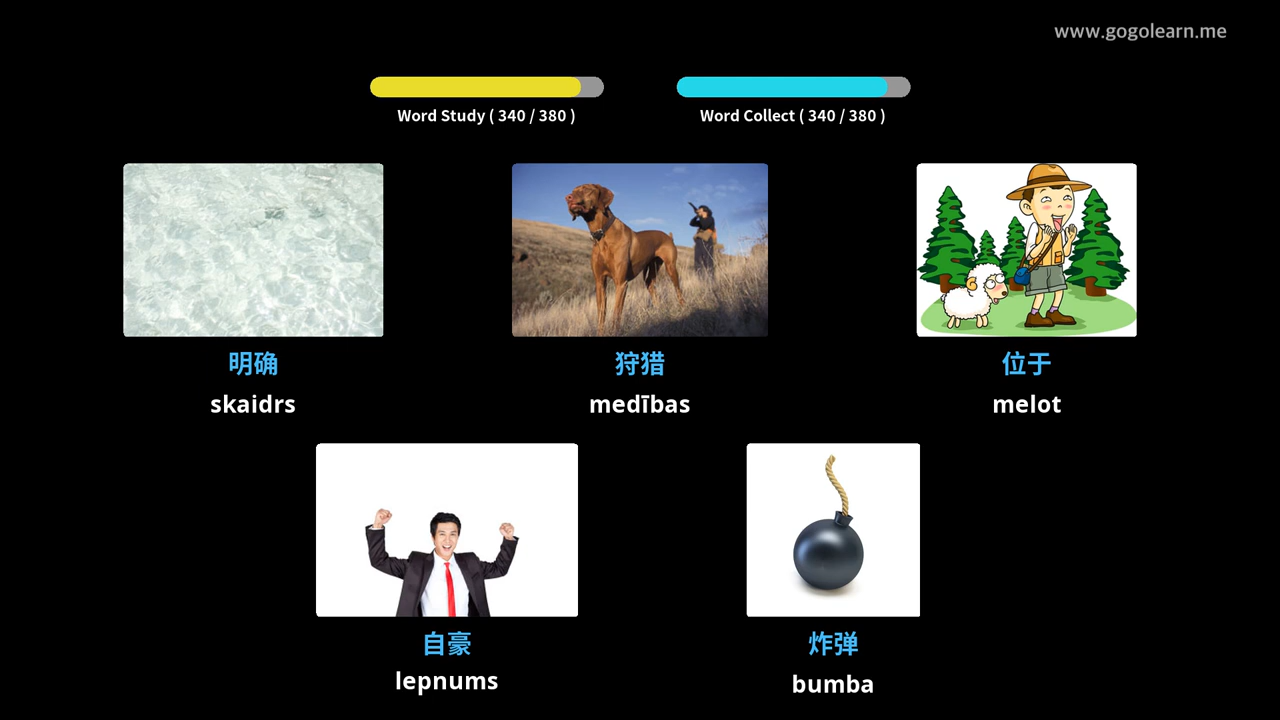 www.gogolearn.me
Word Study ( 340 / 380 )
Word Collect ( 340 / 380 )
明确
skaidrs
狩猎
medības
位于
melot
自豪
lepnums
炸弹
bumba